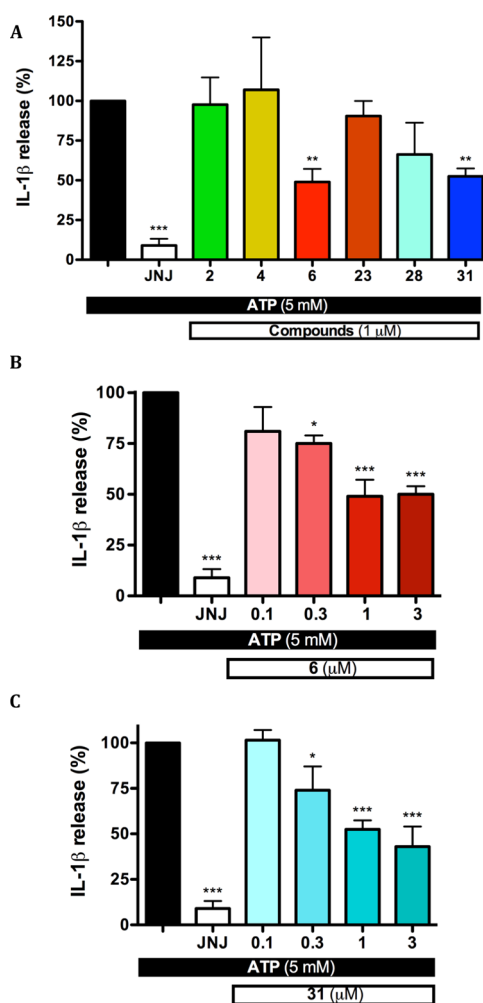 A
IL-1β release (%)
150
125
100
75
50
25
0
***
**
**
JNJ
2
4
6
23
28
31
ATP (5 mM)
Compounds (1 μM)
B
IL-1β release (%)
100
75
50
25
0
***
*
***
***
JNJ
0.1
0.3
1
3
ATP (5 mM)
6 (μM)
C
IL-1β release (%)
100
75
50
25
0
***
*
***
***
JNJ
0.1
0.3
1
3
ATP (5 mM)
31 (μM)